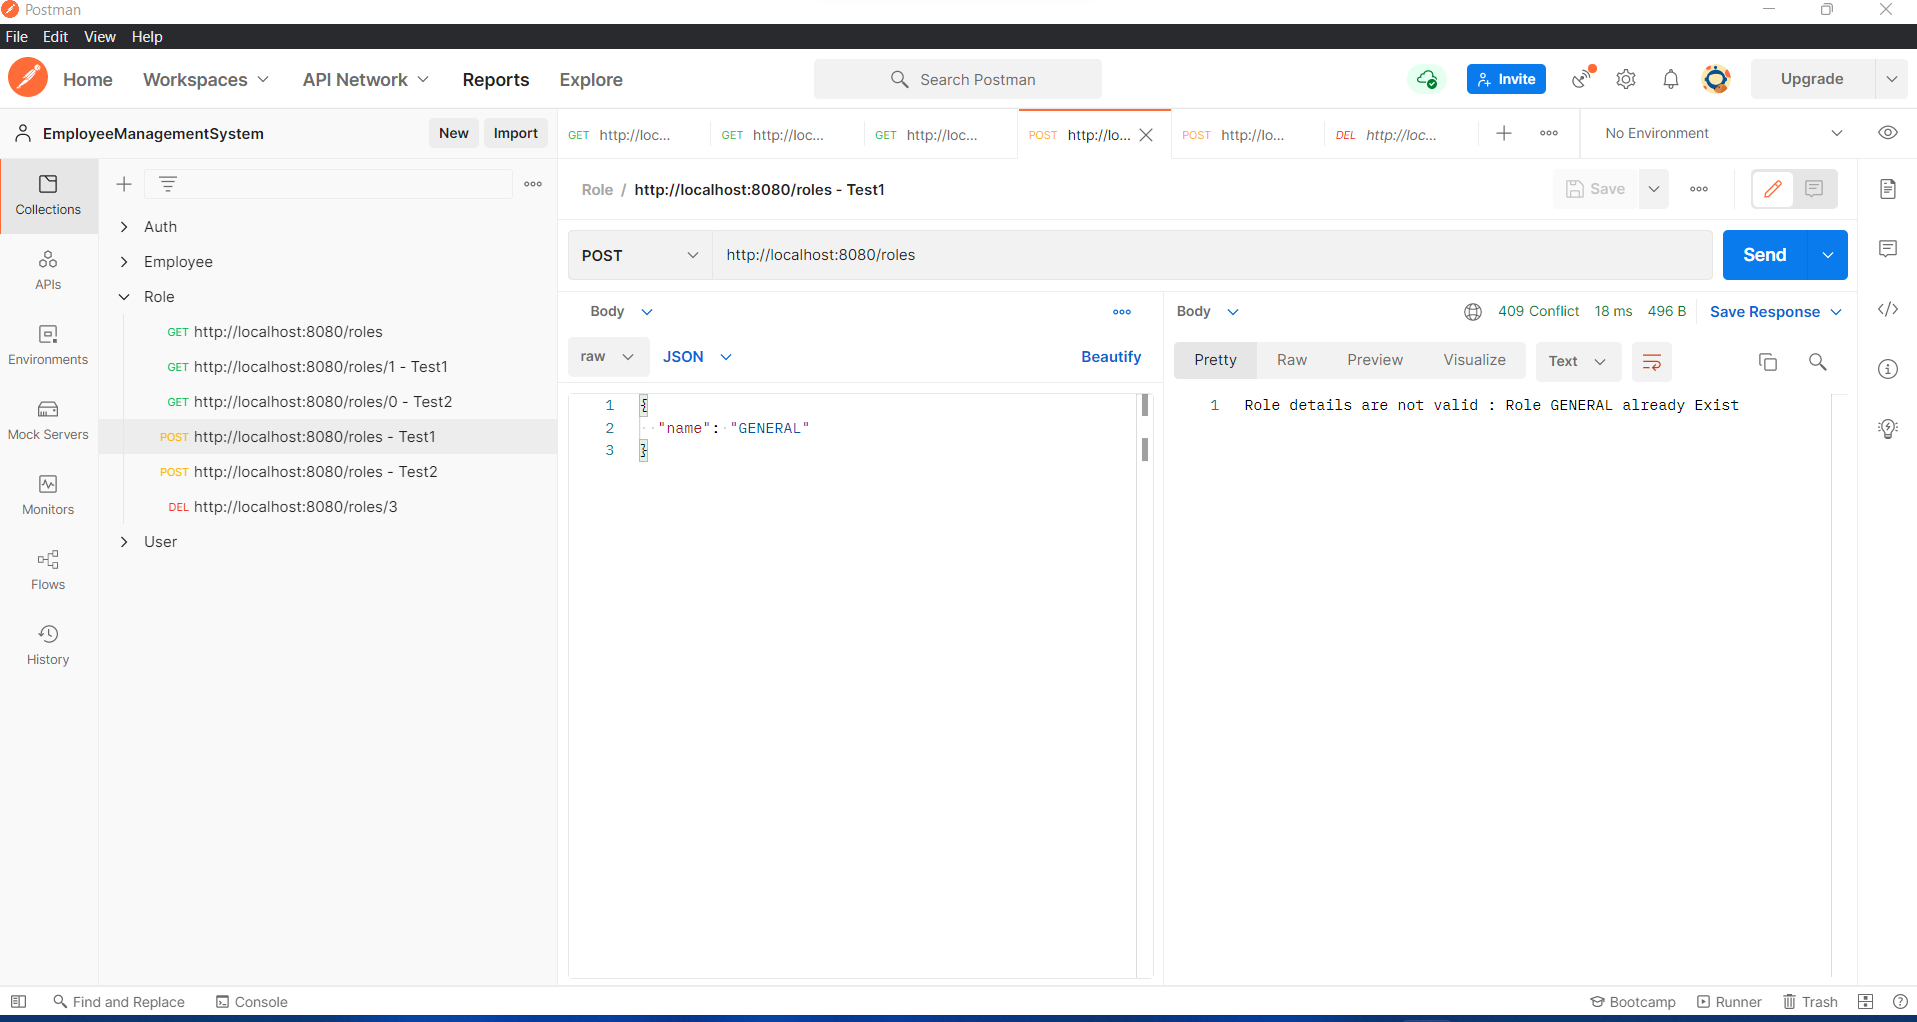 Postman
File Edit View Help
Home Workspaces API Network Reports Explore Search Postman Invite Upgrade
EmployeeManagementSystem New Import
GET http://loc... GET http://loc... GET http://loc... POST http://lo... POST http://lo... DEL http://loc... No Environment
Collections
APIs
Environments
Mock Servers
Monitors
Flows
History
Auth
Employee
Role
GET http://localhost:8080/roles
GET http://localhost:8080/roles/1 - Test1
GET http://localhost:8080/roles/0 - Test2
POST http://localhost:8080/roles - Test1
POST http://localhost:8080/roles - Test2
DEL http://localhost:8080/roles/3
User
Role / http://localhost:8080/roles - Test1 Save
POST http://localhost:8080/roles Send
Body
raw JSON Beautify
1 {
2 "name": "GENERAL"
3 }
Body 409 Conflict 18 ms 496 B Save Response
Pretty Raw Preview Visualize Text
1 Role details are not valid : Role GENERAL already Exist
Find and Replace Console Bootcamp Runner Trash